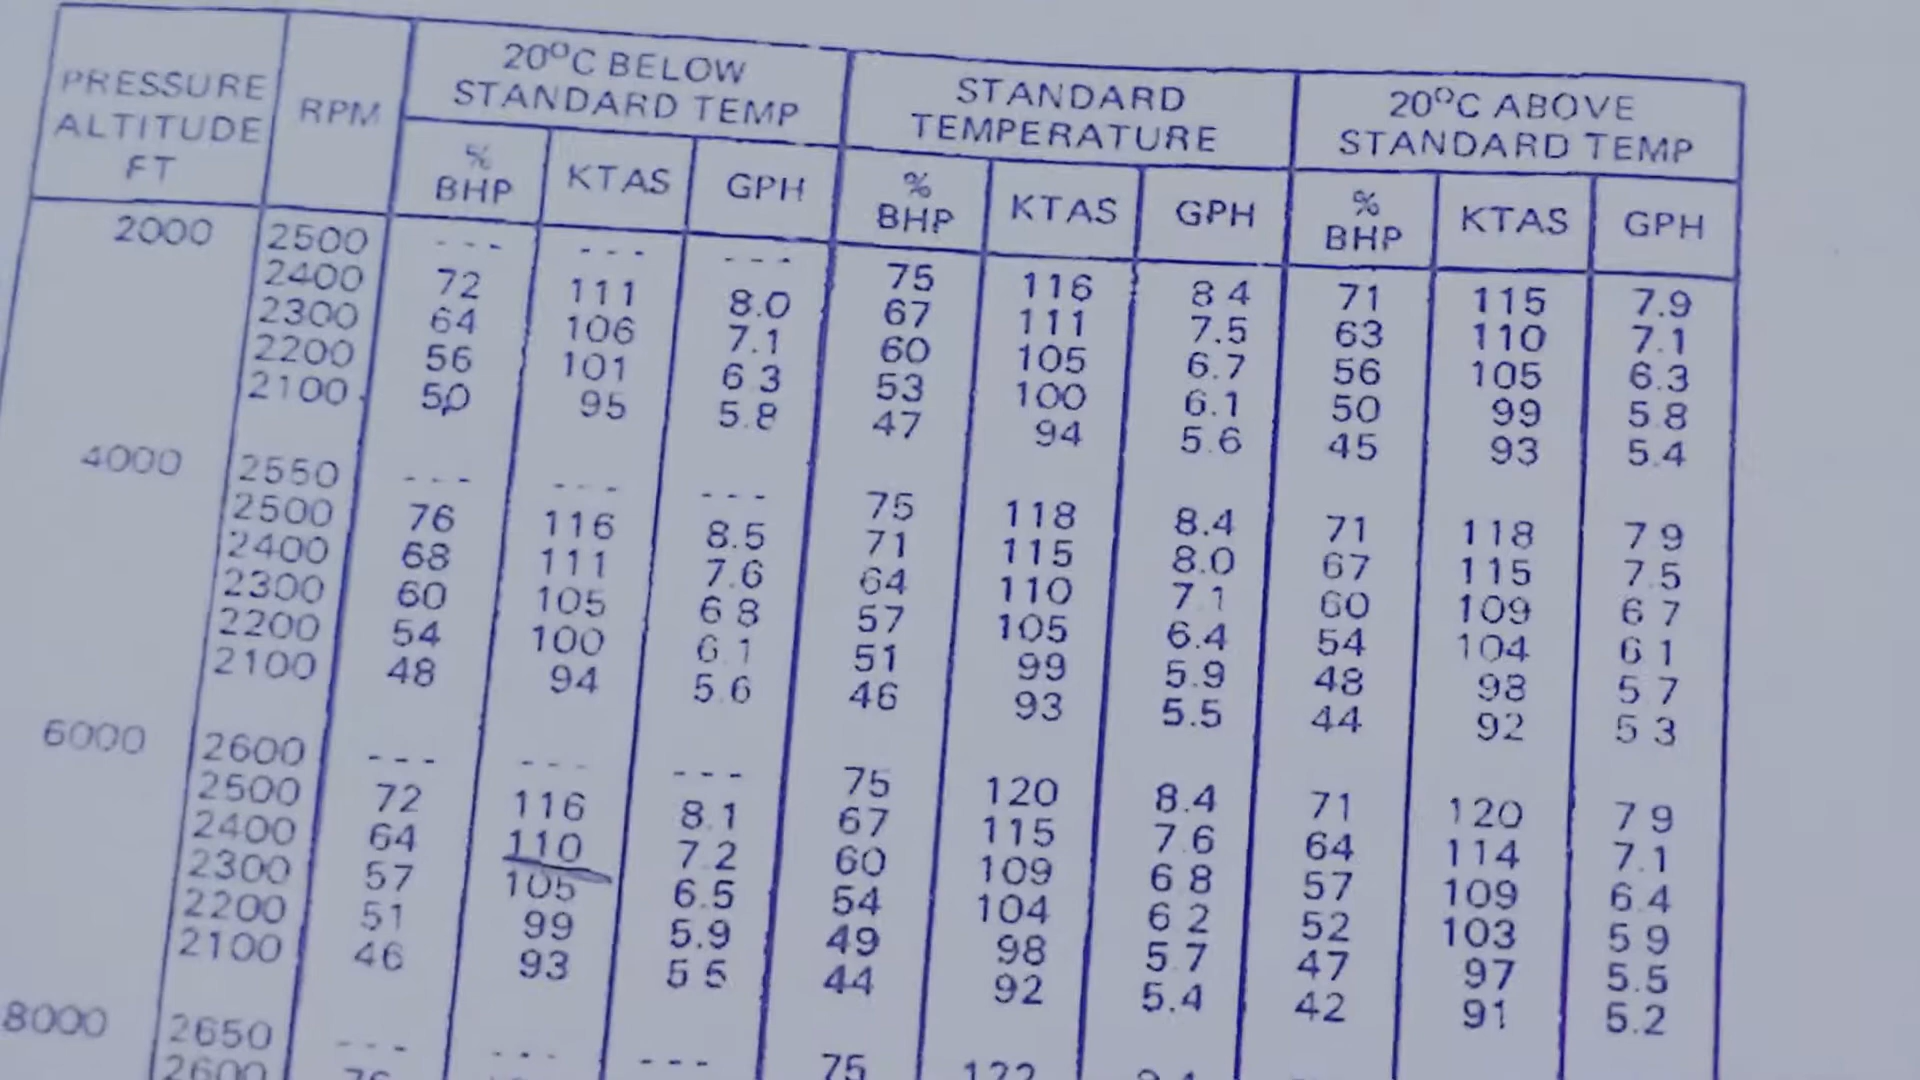 PRESSURE ALTITUDE FT RPM 20°C BELOW STANDARD TEMP STANDARD TEMPERATURE 20°C ABOVE STANDARD TEMP
% BHP KTAS GPH % BHP KTAS GPH % BHP KTAS GPH
2000 2500 --- --- --- 75 116 8.4 71 115 7.9
2400 72 111 8.0 67 111 7.5 63 110 7.1
2300 64 106 7.1 60 105 6.7 56 105 6.3
2200 56 101 6.3 53 100 6.1 50 99 5.8
2100 50 95 5.8 47 94 5.6 45 93 5.4
4000 2550 --- --- --- 75 118 8.4 71 118 7.9
2500 76 116 8.5 71 115 8.0 67 115 7.5
2400 68 111 7.6 64 110 7.1 60 109 6.7
2300 60 105 6.8 57 105 6.4 54 104 6.1
2200 54 100 6.1 51 99 5.9 48 98 5.7
2100 48 94 5.6 46 93 5.5 44 92 5.3
6000 2600 --- --- --- 75 120 8.4 71 120 7.9
2500 72 116 8.1 67 115 7.6 64 114 7.1
2400 64 110 7.2 60 109 6.8 57 109 6.4
2300 57 105 6.5 54 104 6.2 52 103 5.9
2200 51 99 5.9 49 98 5.7 47 97 5.5
2100 46 93 5.5 44 92 5.4 42 91 5.2
8000 2650 --- --- --- 75 122
2600